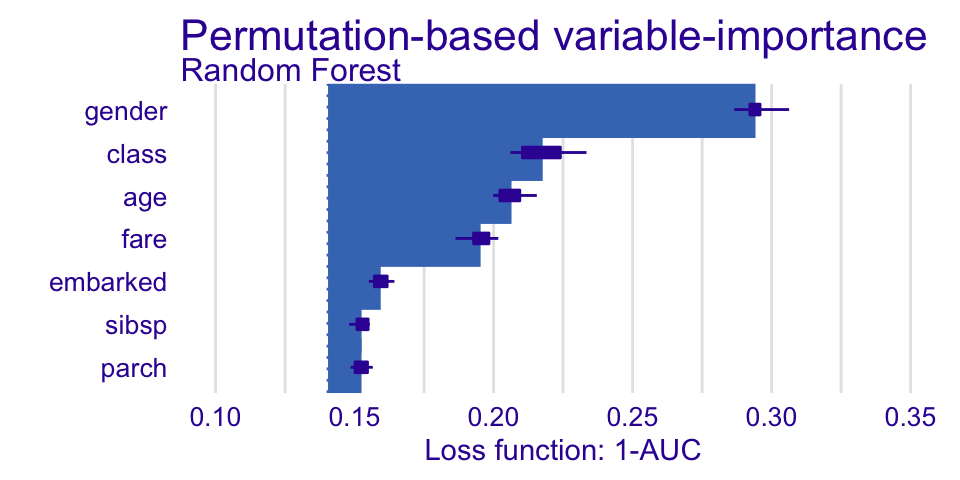 Permutation-based variable-importance
Random Forest
gender
class
age
fare
embarked
sibsp
parch
0.10 0.15 0.20 0.25 0.30 0.35
Loss function: 1-AUC